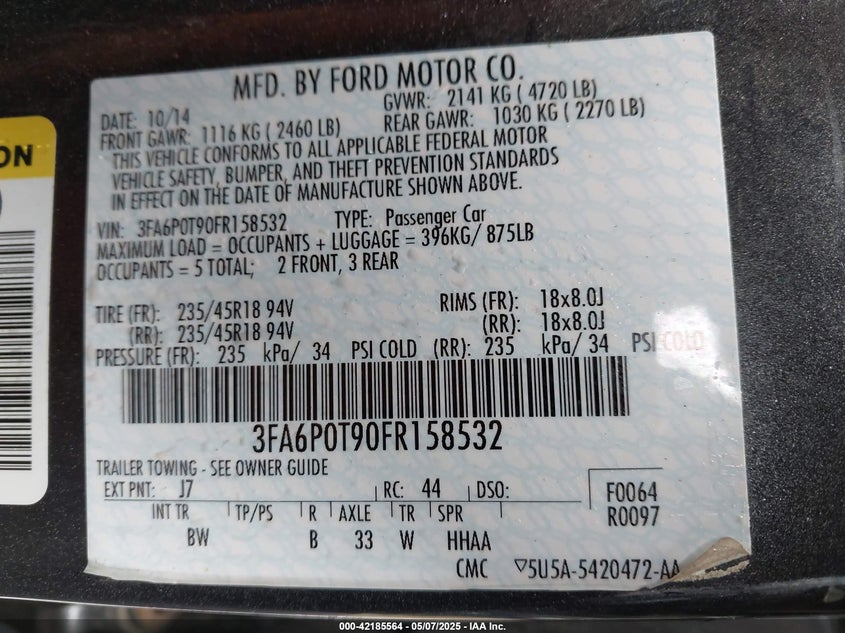 ON
MFD. BY FORD MOTOR CO.
DATE: 10/14 GVWR: 2141 KG ( 4720 LB)
FRONT GAWR: 1116 KG ( 2460 LB) REAR GAWR: 1030 KG ( 2270 LB)
THIS VEHICLE CONFORMS TO ALL APPLICABLE FEDERAL MOTOR
VEHICLE SAFETY, BUMPER, AND THEFT PREVENTION STANDARDS
IN EFFECT ON THE DATE OF MANUFACTURE SHOWN ABOVE.
VIN: 3FA6P0T90FR158532 TYPE: Passenger Car
MAXIMUM LOAD = OCCUPANTS + LUGGAGE = 396KG/ 875LB
OCCUPANTS = 5 TOTAL; 2 FRONT, 3 REAR
TIRE (FR): 235/45R18 94V RIMS (FR): 18x8.0J
(RR): 235/45R18 94V (RR): 18x8.0J
PRESSURE (FR): 235 kPa/ 34 PSI COLD (RR): 235 kPa/ 34 PSI COLD
3FA6P0T90FR158532
TRAILER TOWING - SEE OWNER GUIDE
EXT PNT: J7 RC: 44 DSO: F0064
INT TR TP/PS R AXLE TR SPR R0097
BW B 33 W HHAA
CMC ▽5U5A-5420472-AA
000-42185564 - 05/07/2025 - IAA Inc.